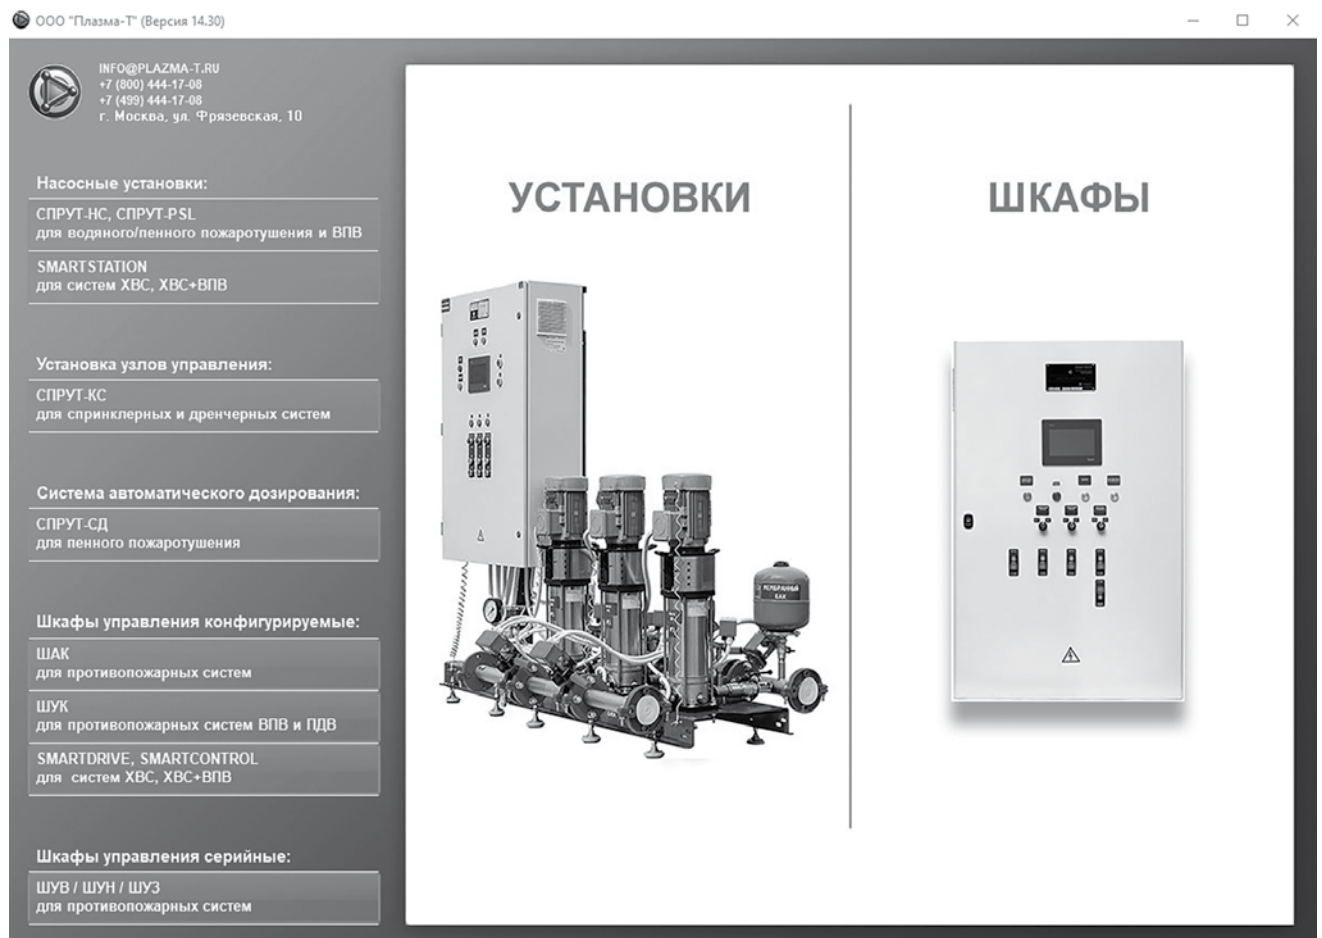 ООО "Плазма-Т" (Версия 14.30)
INFO@PLAZMA-T.RU
+7 (800) 444-17-08
+7 (499) 444-17-08
г. Москва, ул. Фрязевская, 10
Насосные установки:
СПРУТ-НС, СПРУТ-PSL
для водяного/пенного пожаротушения и ВПВ
SMARTSTATION
для систем ХВС, ХВС+ВПВ
Установка узлов управления:
СПРУТ-КС
для спринклерных и дренчерных систем
Система автоматического дозирования:
СПРУТ-СД
для пенного пожаротушения
Шкафы управления конфигурируемые:
ШАК
для противопожарных систем
ШУК
для противопожарных систем ВПВ и ПДВ
SMARTDRIVE, SMARTCONTROL
для систем ХВС, ХВС+ВПВ
Шкафы управления серийные:
ШУВ / ШУН / ШУЗ
для противопожарных систем
УСТАНОВКИ
МЕМБРАННЫЙ
БАК
ШКАФЫ